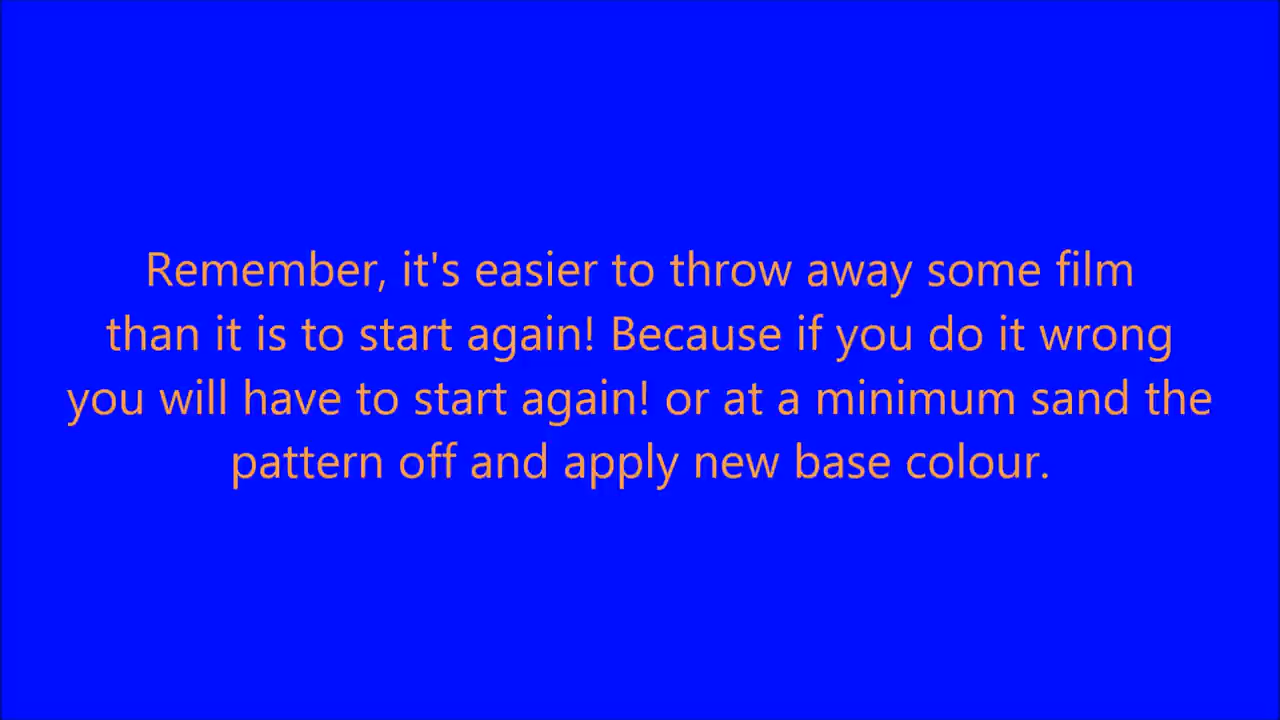 Remember, it's easier to throw away some film
than it is to start again! Because if you do it wrong
you will have to start again! or at a minimum sand the
pattern off and apply new base colour.